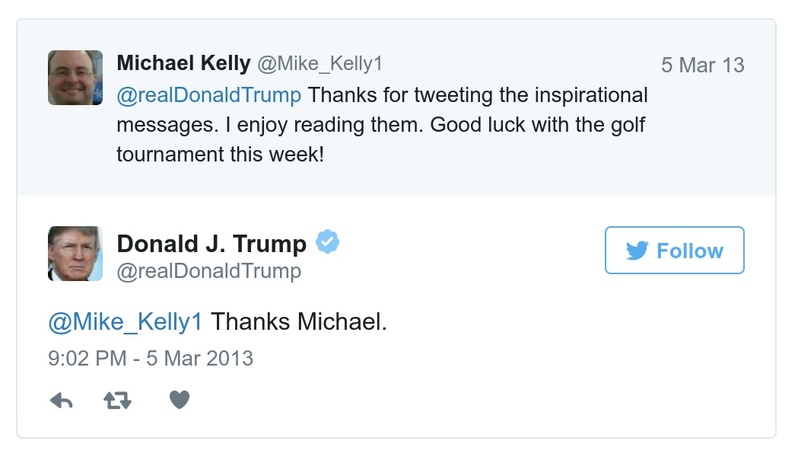 Michael Kelly @Mike_Kelly1 5 Mar 13
@realDonaldTrump Thanks for tweeting the inspirational
messages. I enjoy reading them. Good luck with the golf
tournament this week!
Donald J. Trump
@realDonaldTrump
Follow
@Mike_Kelly1 Thanks Michael.
9:02 PM - 5 Mar 2013